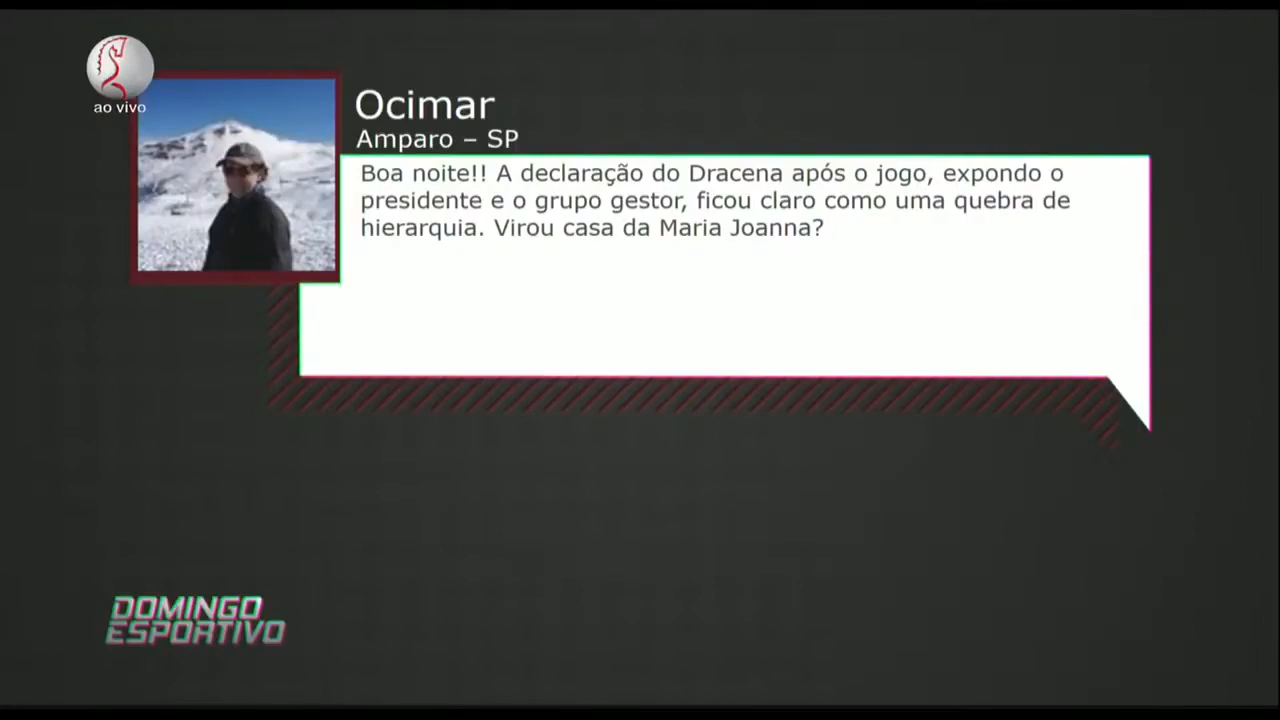 ao vivo
Ocimar
Amparo – SP
Boa noite!! A declaração do Dracena após o jogo, expondo o
presidente e o grupo gestor, ficou claro como uma quebra de
hierarquia. Virou casa da Maria Joanna?
DOMINGO
ESPORTIVO